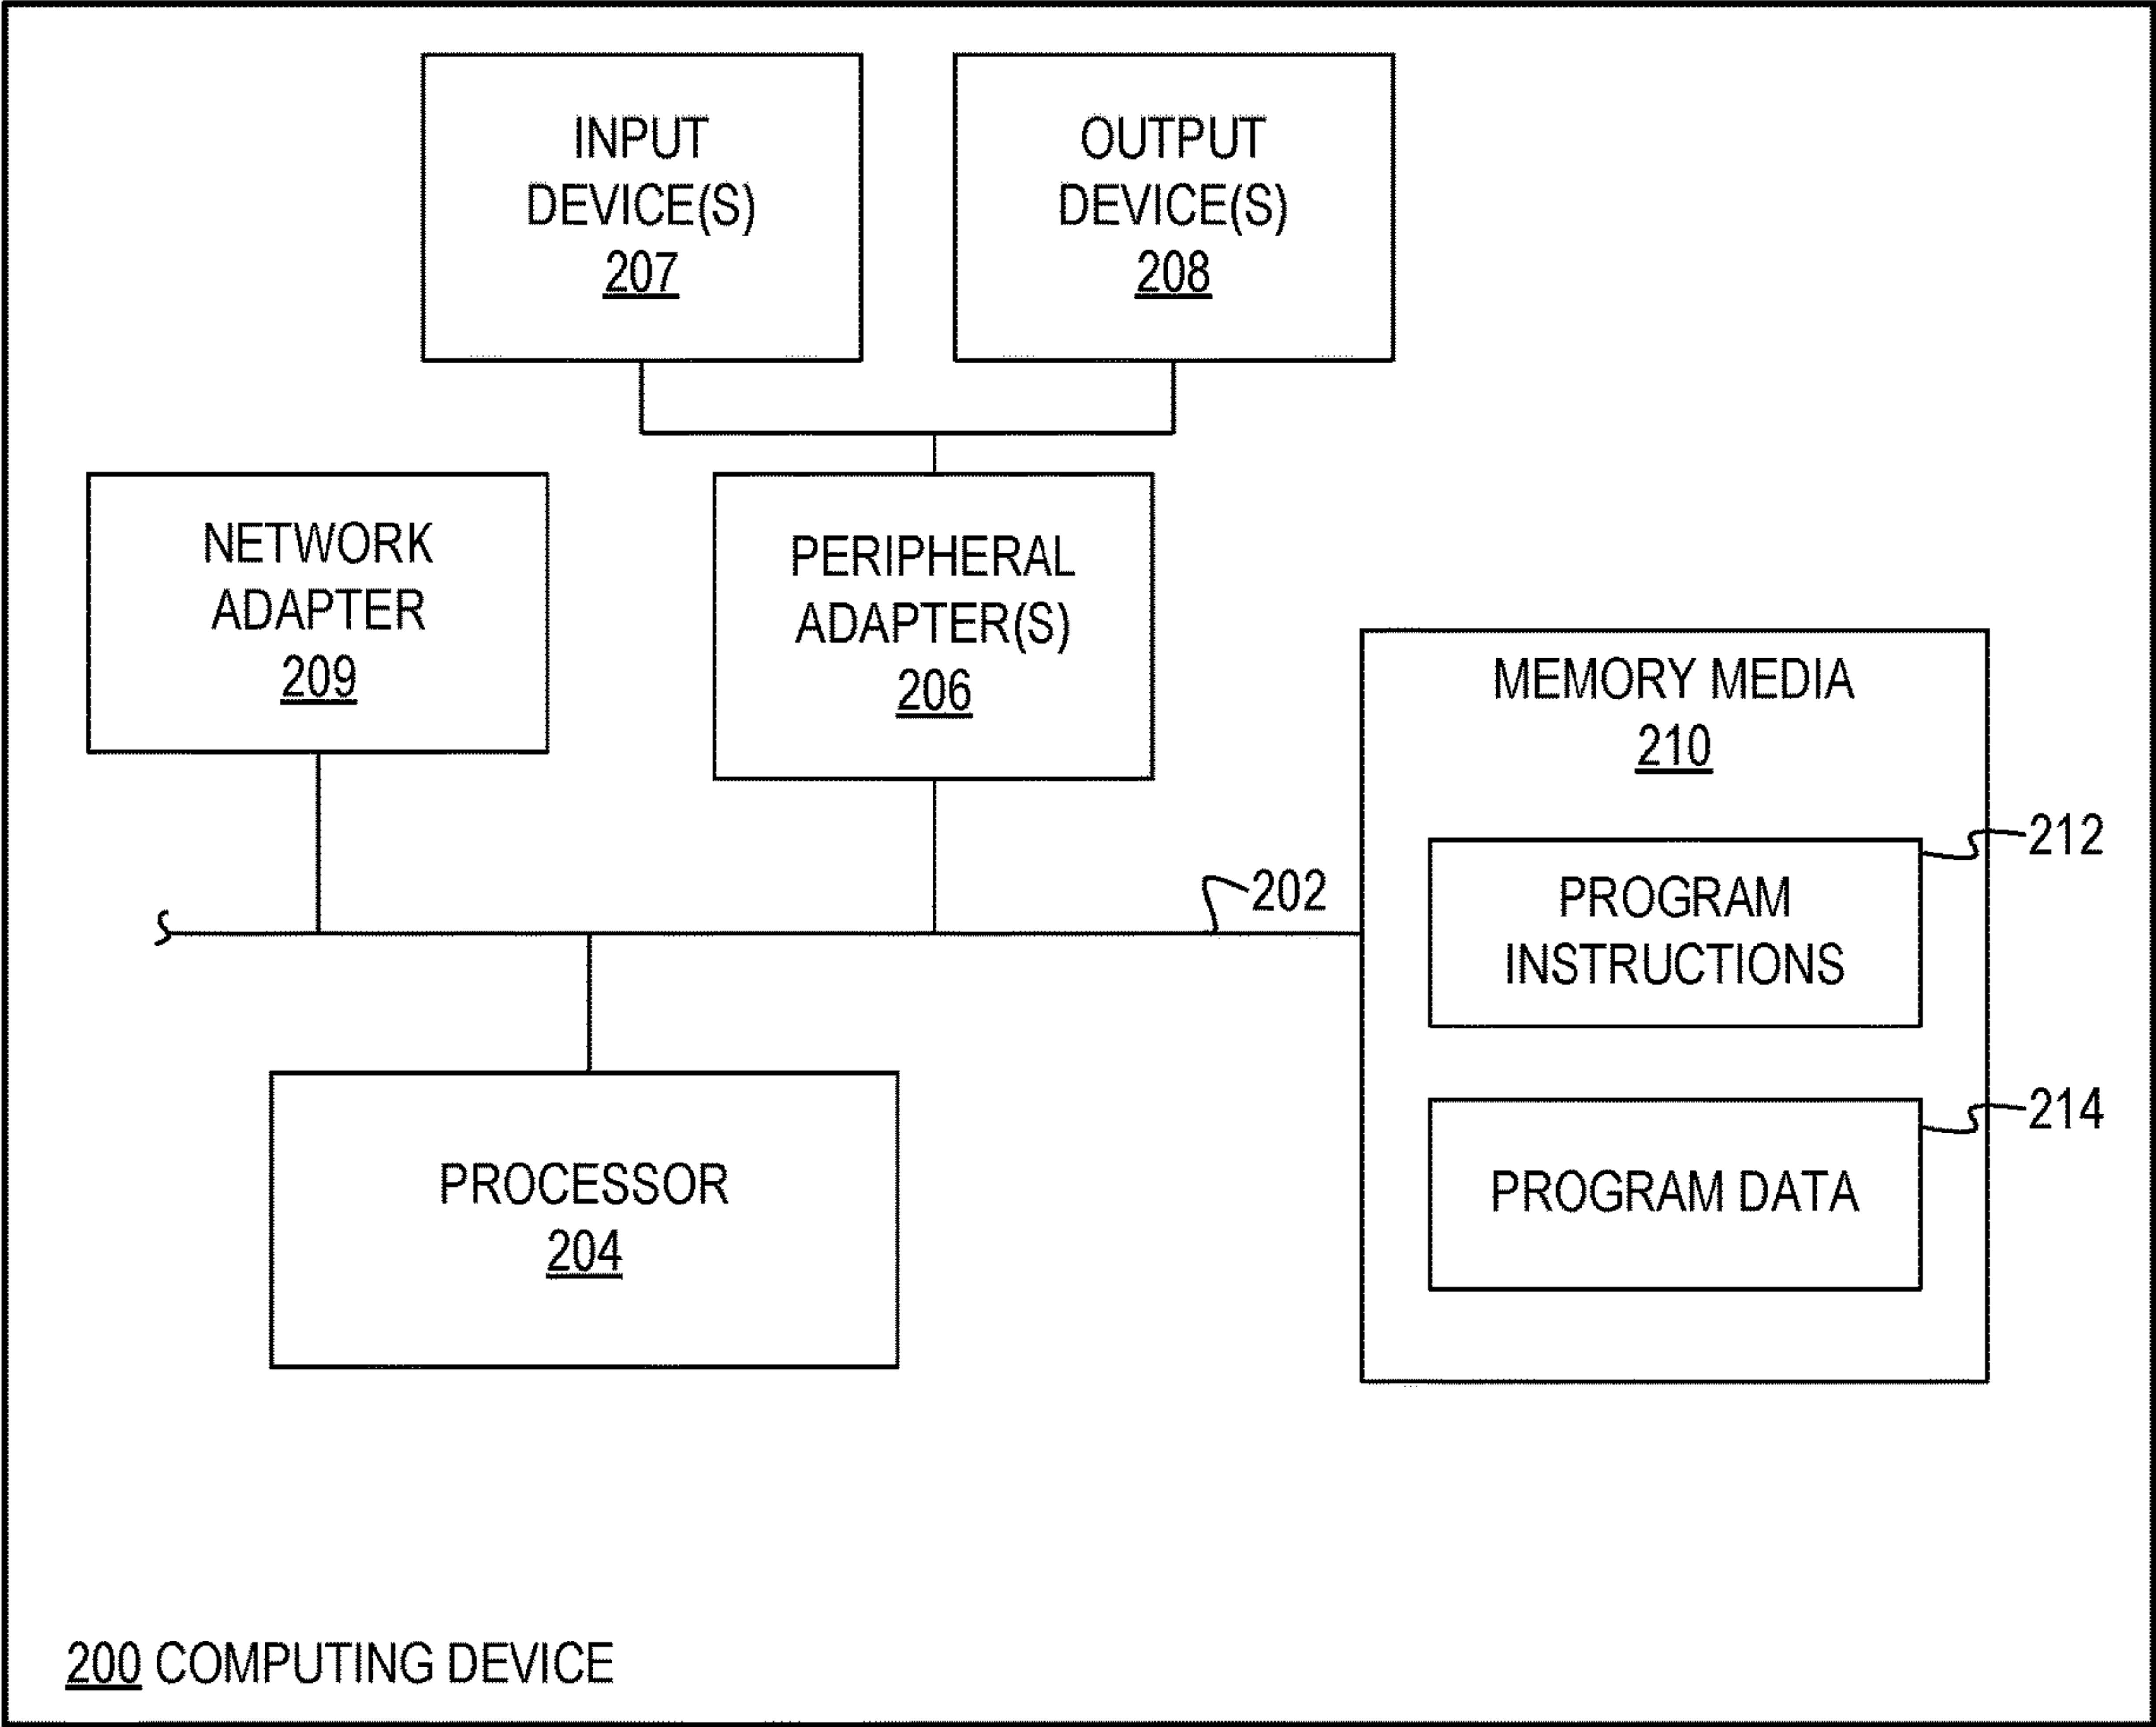 INPUT
DEVICE(S)
207
OUTPUT
DEVICE(S)
208
NETWORK
ADAPTER
209
PERIPHERAL
ADAPTER(S)
206
MEMORY MEDIA
210
212
PROGRAM
INSTRUCTIONS
202
214
PROGRAM DATA
PROCESSOR
204
200 COMPUTING DEVICE